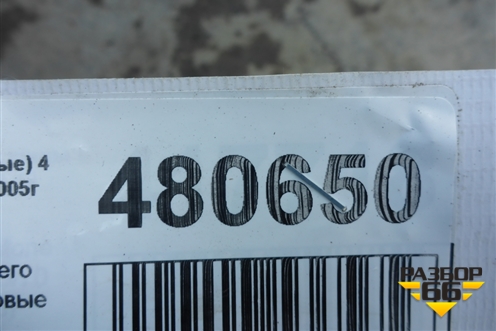 ые) 4
005г
480650
его
овые
РАЗБОР
66